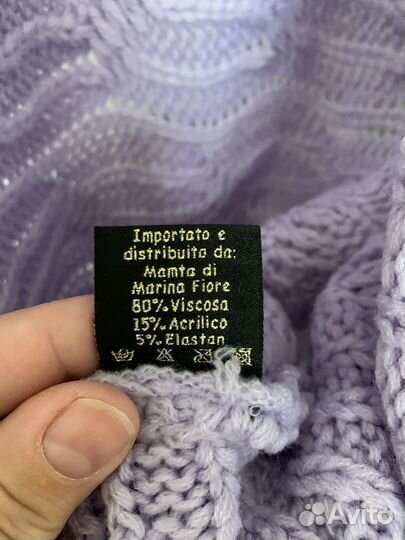 Importato e
distribuito da:
Mamta di
Marina Fiore
80% Viscosa
15% Acrilico
5% Elastan
Avito